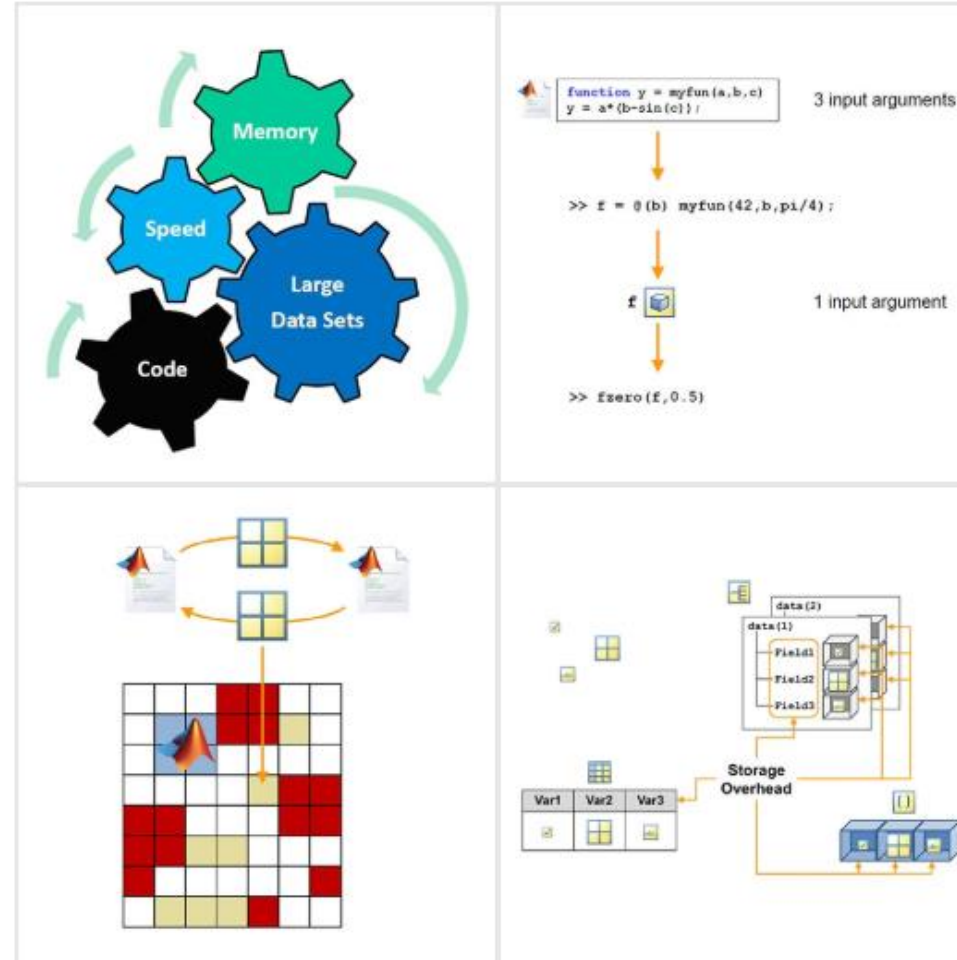 Memory
Speed
Large
Data Sets
Code
function y = myfun(a,b,c)
y = a*(b-sin(c));
3 input arguments
>> f = @(b) myfun(42,b,pi/4);
f
1 input argument
>> fzero(f,0.5)
data(2)
data(1)
Field1
Field2
Field3
Storage
Overhead
Var1 Var2 Var3